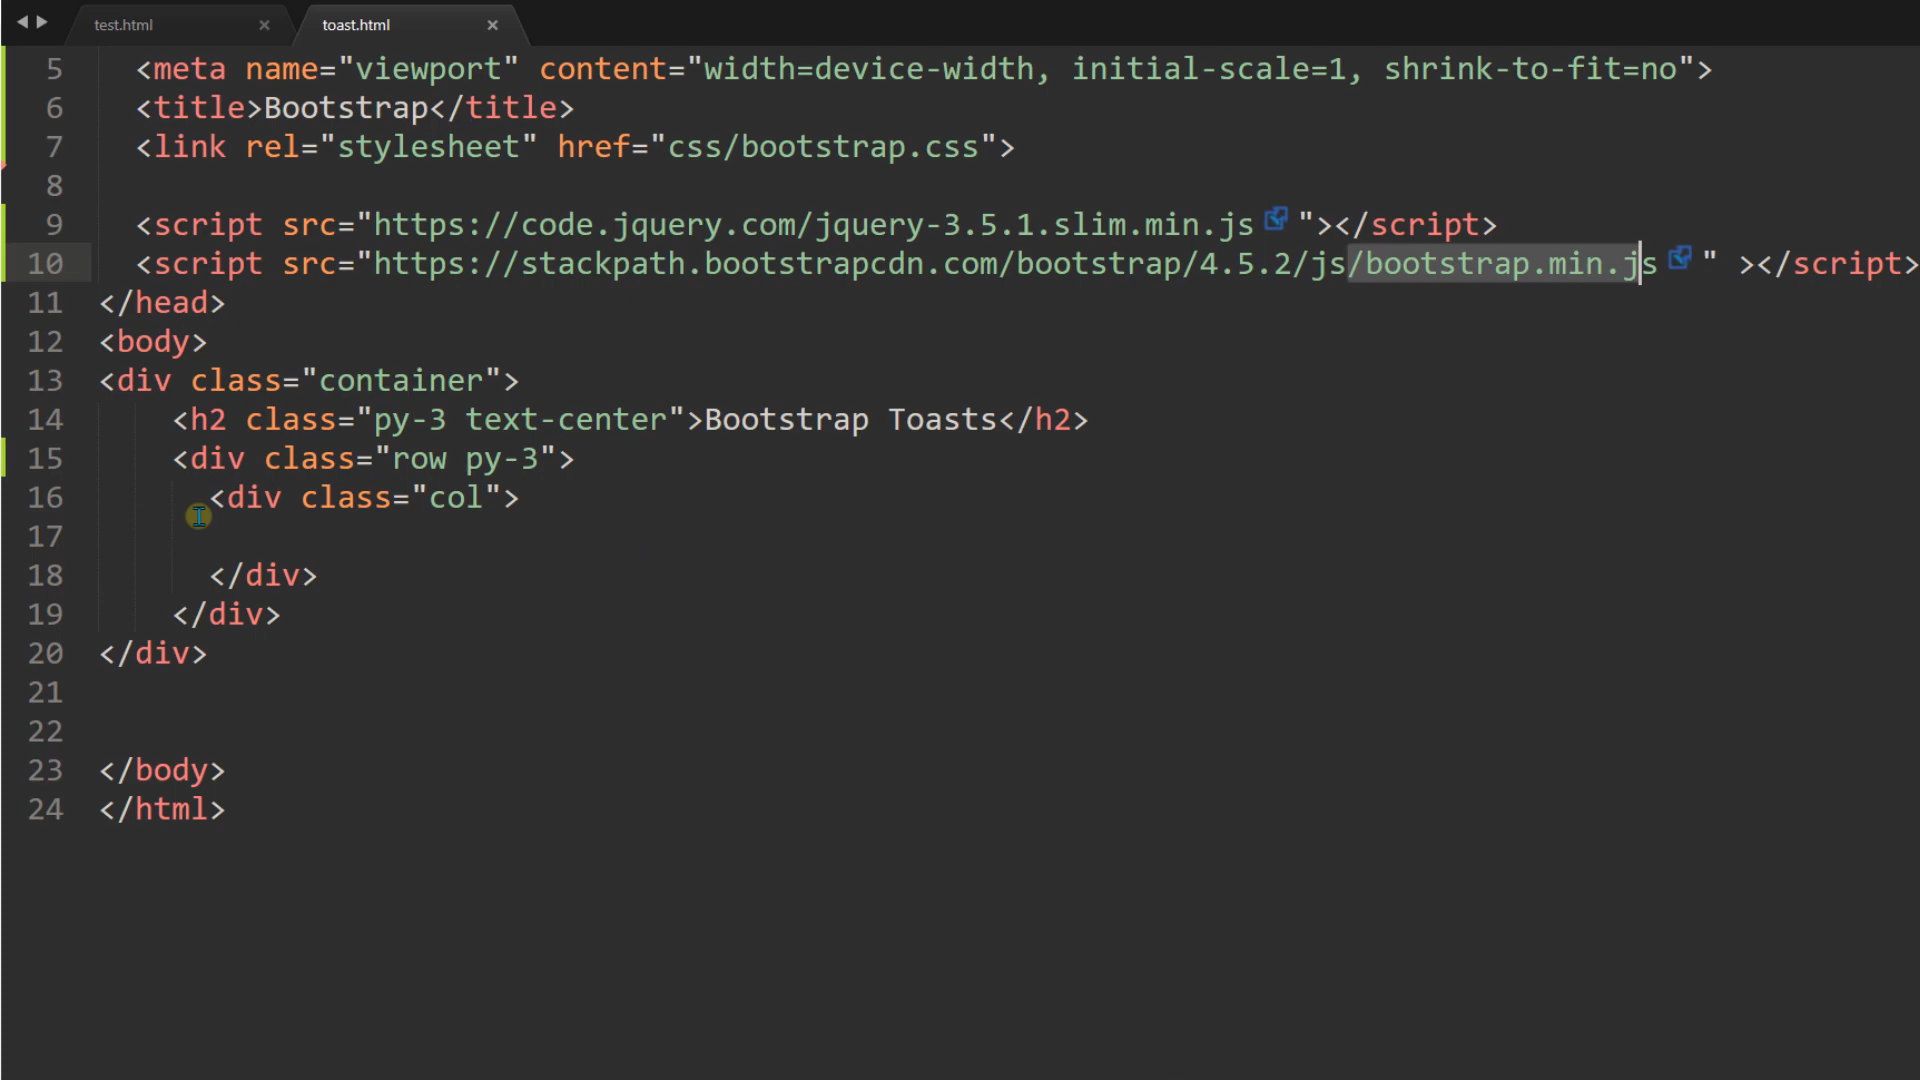 test.html × toast.html ×
5 <meta name="viewport" content="width=device-width, initial-scale=1, shrink-to-fit=no">
6 <title>Bootstrap</title>
7 <link rel="stylesheet" href="css/bootstrap.css">
8
9 <script src="https://code.jquery.com/jquery-3.5.1.slim.min.js"></script>
10 <script src="https://stackpath.bootstrapcdn.com/bootstrap/4.5.2/js/bootstrap.min.js" ></script>
11 </head>
12 <body>
13 <div class="container">
14 <h2 class="py-3 text-center">Bootstrap Toasts</h2>
15 <div class="row py-3">
16 <div class="col">
17
18 </div>
19 </div>
20 </div>
21
22
23 </body>
24 </html>